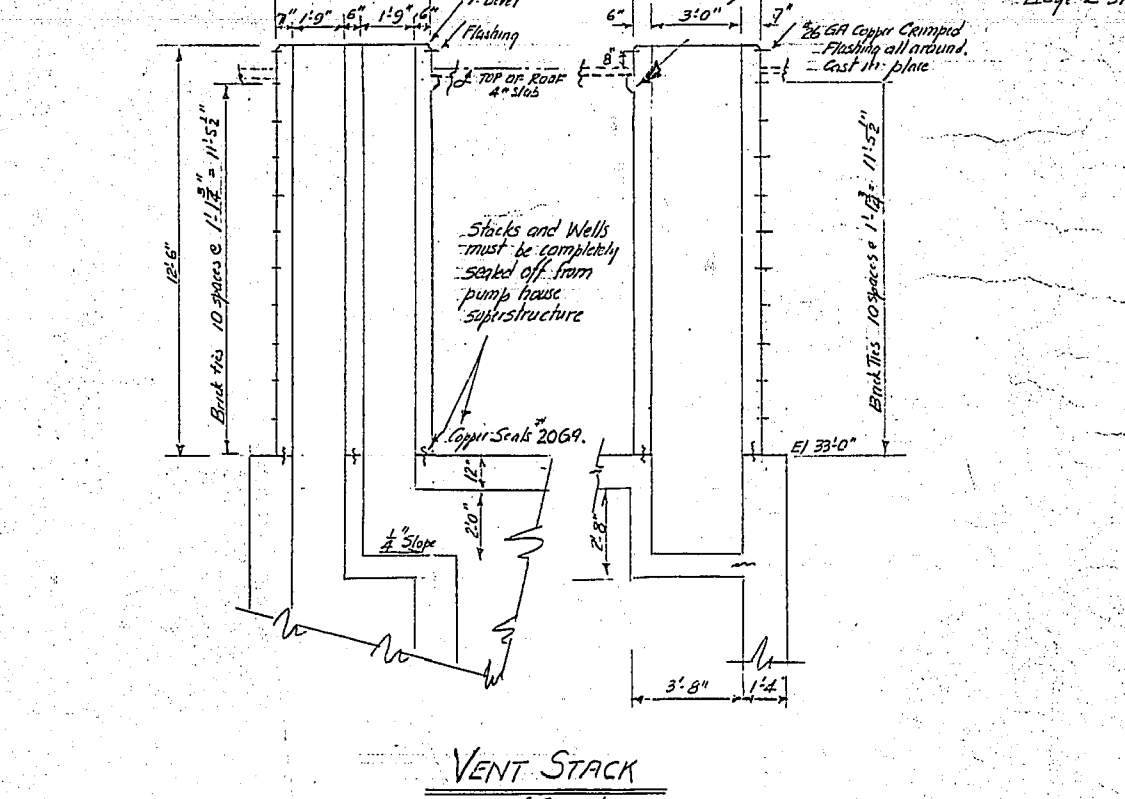 7" 1'-9" 6" 1'-9" 6"
6" 3'-0" 7"
Flashing
#26 GA Copper Crimped
Flashing all around.
Cast in place
8"
TOP OF ROOF
4" Slab
12'-6"
Brick ties 10 spaces @ 1'-1 3/4" = 11'-5 1/2"
Brick Ties 10 spaces @ 1'-1 3/4" = 11'-5 1/2"
Stacks and Wells
must be completely
sealed off from
pump house
superstructure
Copper Seals #20 GA.
El 33'-0"
12"
2'-0"
2'-8"
1/4" Slope
3'-8" 1'-4"
VENT STACK